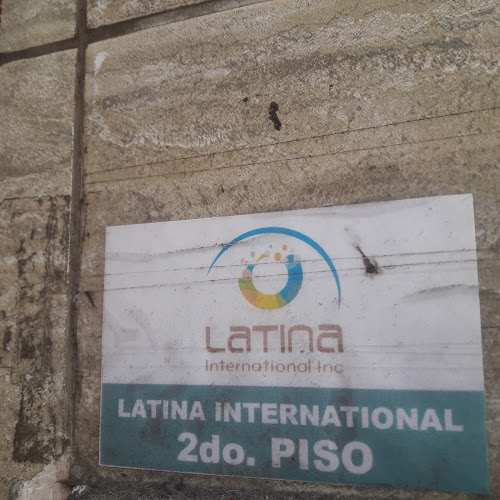 LATINA
International Inc
LATINA INTERNATIONAL
2do. PISO